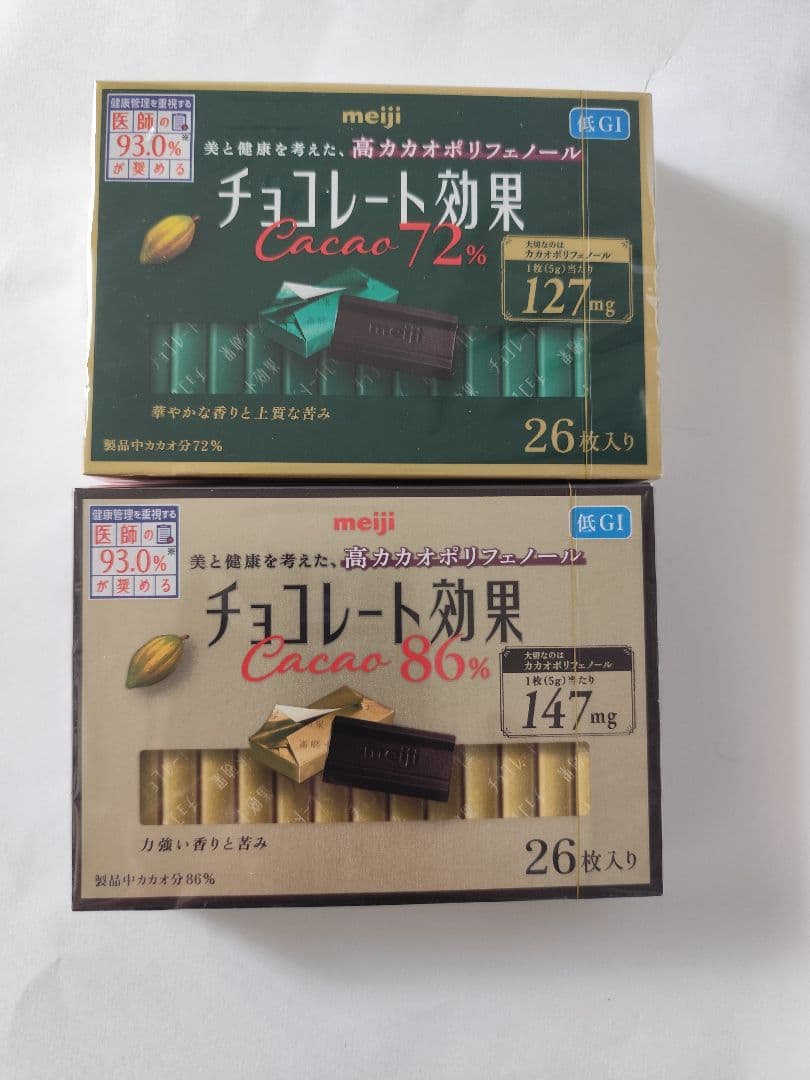 健康管理を重視する
医師の
93.0%※
が奨める
meiji
低GI
美と健康を考えた、高カカオポリフェノール
チョコレート効果
Cacao 72%
大切なのは
カカオポリフェノール
1枚(5g)当たり
127mg
meiji
華やかな香りと上質な苦み
製品中カカオ分72%
26枚入り
健康管理を重視する
医師の
93.0%※
が奨める
meiji
低GI
美と健康を考えた、高カカオポリフェノール
チョコレート効果
Cacao 86%
大切なのは
カカオポリフェノール
1枚(5g)当たり
147mg
meiji
力強い香りと苦み
製品中カカオ分86%
26枚入り